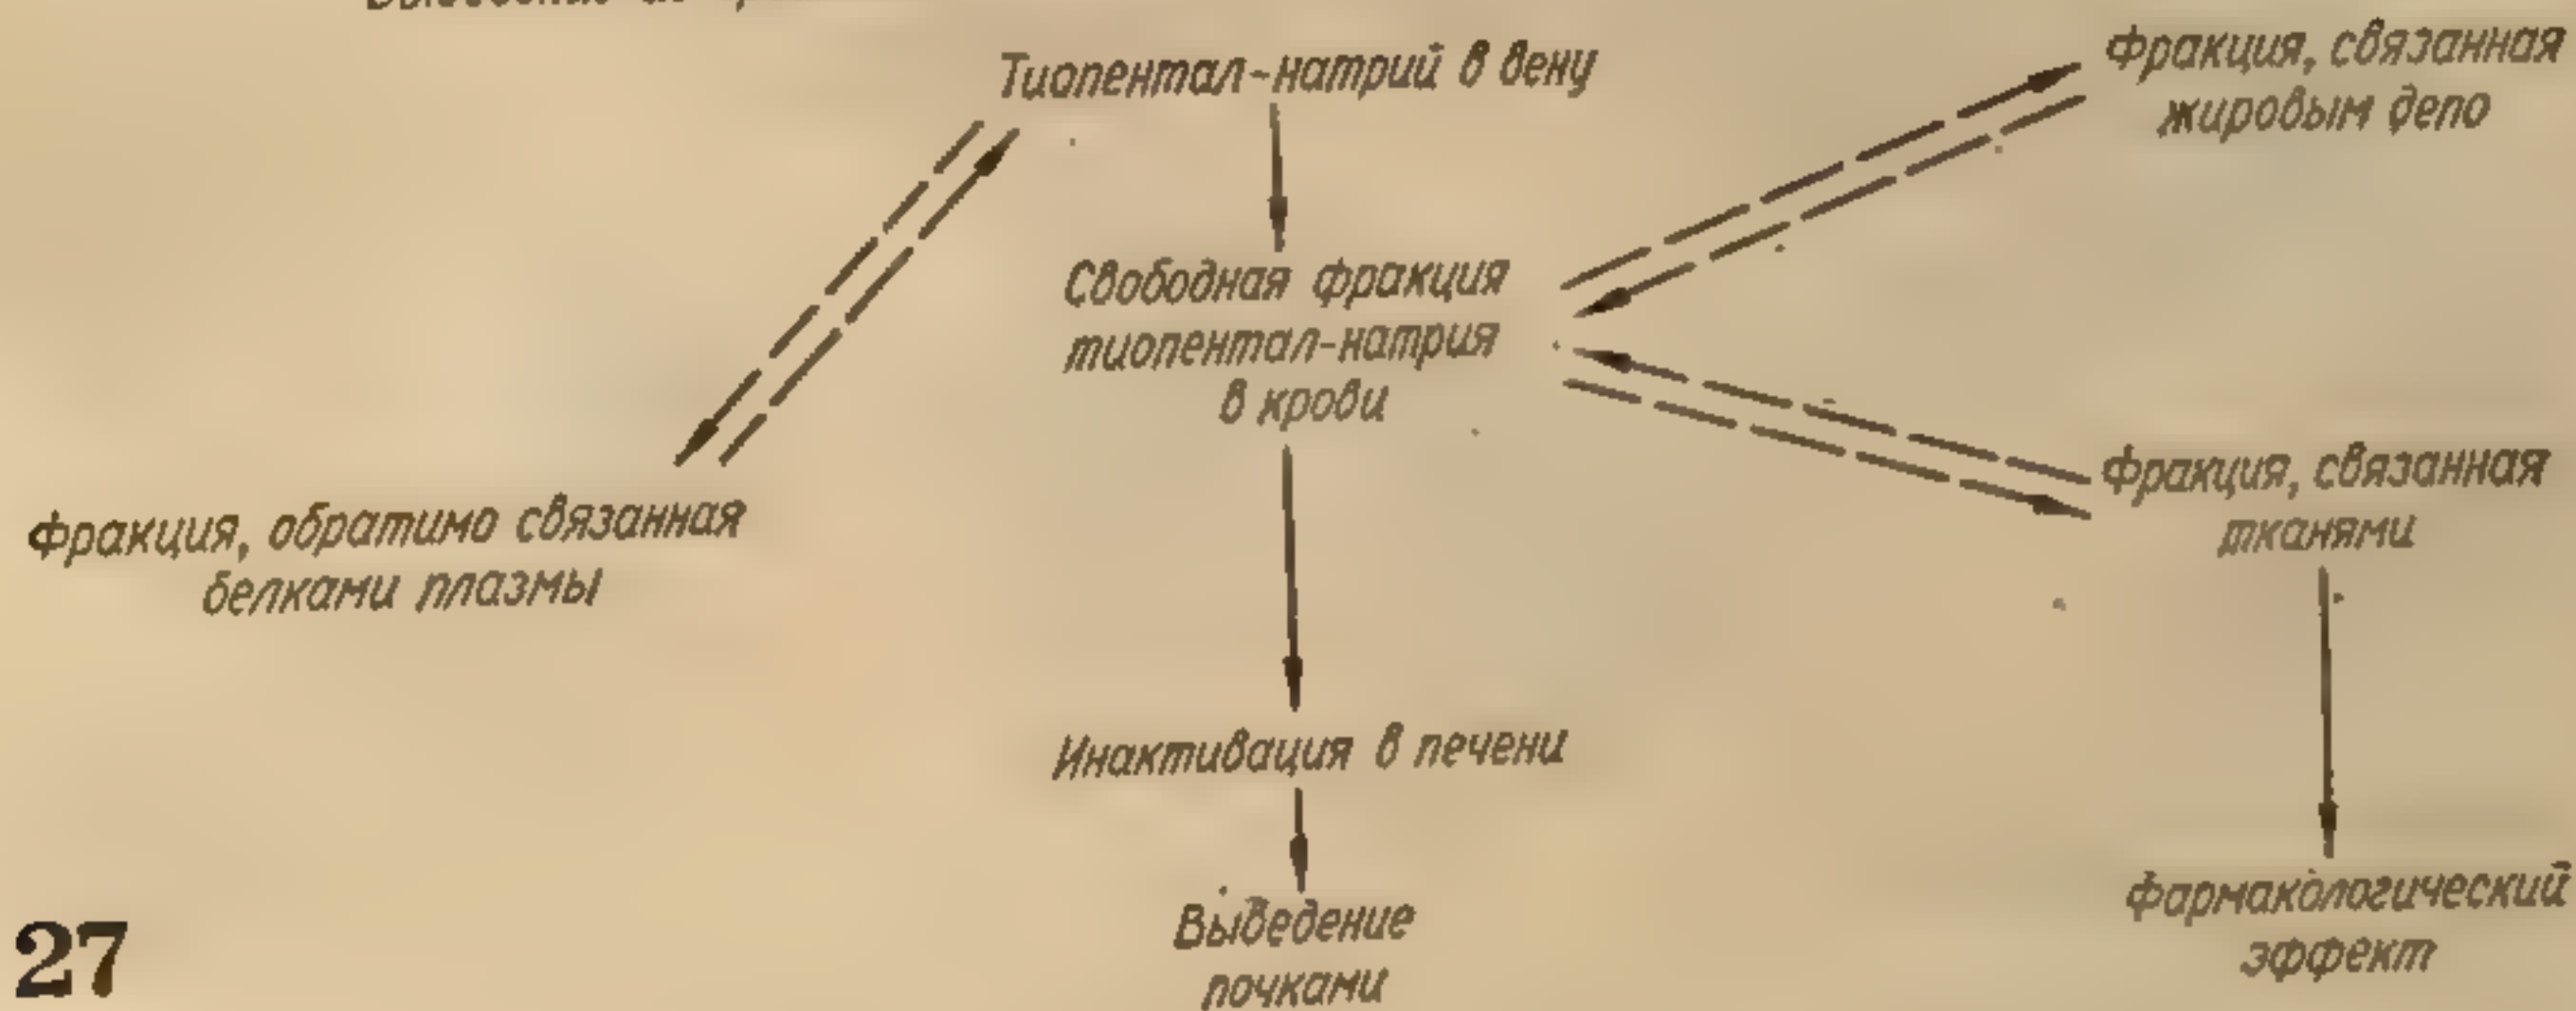 Тиопентал-натрий в вену
Фракция, связанная
жировым депо
Свободная фракция
тиопентал-натрия
в крови
Фракция, связанная
тканями
Фракция, обратимо связанная
белками плазмы
Инактивация в печени
Выведение
почками
Фармакологический
эффект
27